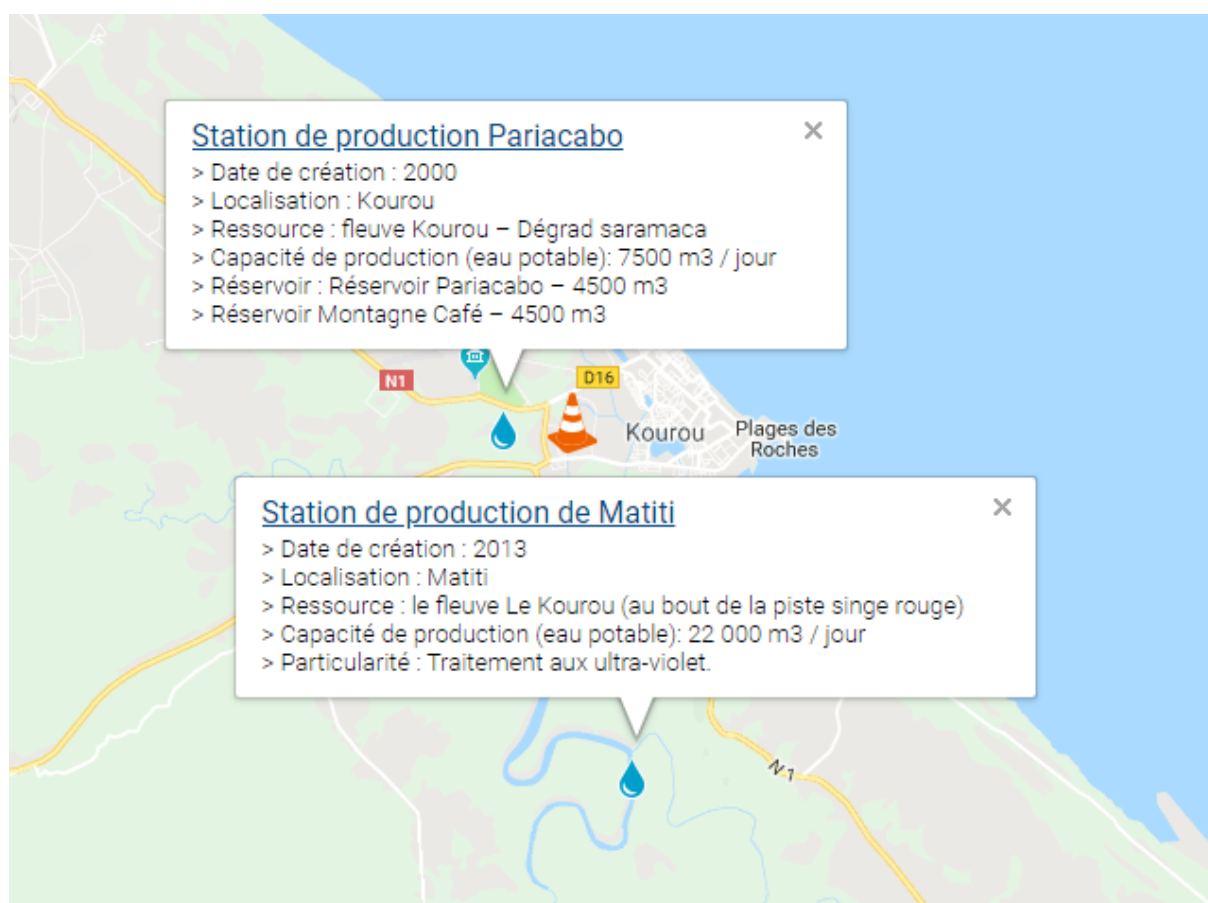 Station de production Pariacabo
> Date de création : 2000
> Localisation : Kourou
> Ressource : fleuve Kourou – Dégrad saramaca
> Capacité de production (eau potable): 7500 m3 / jour
> Réservoir : Réservoir Pariacabo – 4500 m3
> Réservoir Montagne Café – 4500 m3
N1
D16
Kourou
Plages des
Roches
Station de production de Matiti
> Date de création : 2013
> Localisation : Matiti
> Ressource : le fleuve Le Kourou (au bout de la piste singe rouge)
> Capacité de production (eau potable): 22 000 m3 / jour
> Particularité : Traitement aux ultra-violet.
N1